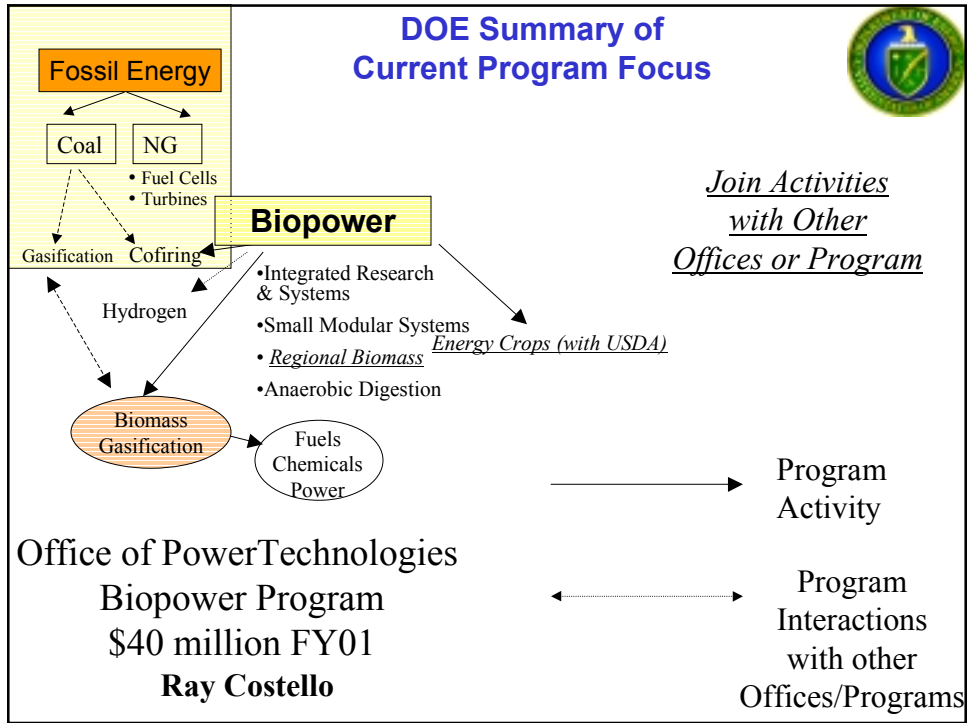 DOE Summary of
Current Program Focus
Fossil Energy
Coal
NG
• Fuel Cells
• Turbines
Gasification
Cofiring
Biopower
Join Activities
with Other
Offices or Program
Hydrogen
•Integrated Research
& Systems
•Small Modular Systems
• Regional Biomass
•Anaerobic Digestion
Energy Crops (with USDA)
Biomass
Gasification
Fuels
Chemicals
Power
Program
Activity
Office of PowerTechnologies
Biopower Program
$40 million FY01
Ray Costello
Program
Interactions
with other
Offices/Programs